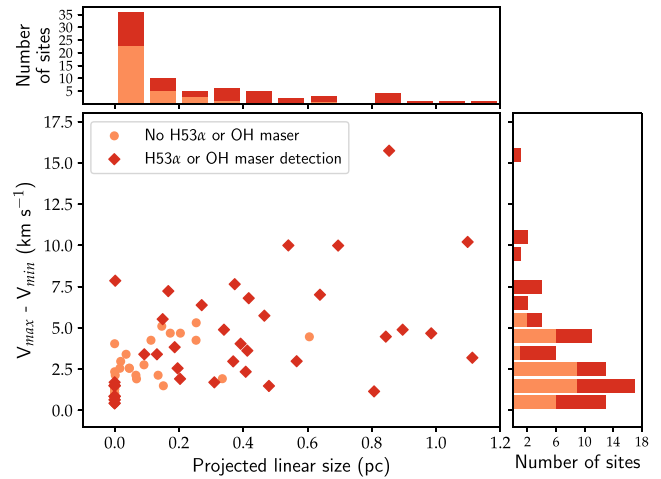 35
30
25
20
15
10
5
Number
of sites
17.5
15.0
12.5
10.0
7.5
5.0
2.5
0.0
V$_{max}$ - V$_{min}$ (km s$^{-1}$)
No H53α or OH maser
H53α or OH maser detection
0.0 0.2 0.4 0.6 0.8 1.0 1.2
Projected linear size (pc)
2 6 10 14 18
Number of sites